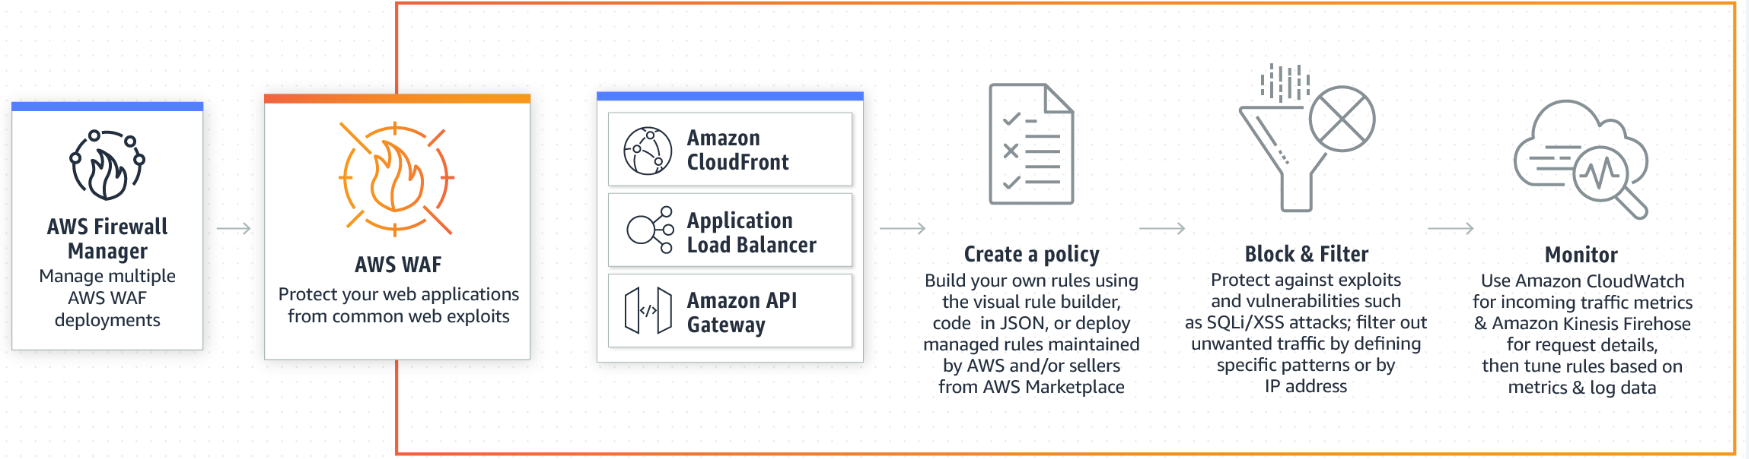 AWS Firewall
Manager
Manage multiple
AWS WAF
deployments
AWS WAF
Protect your web applications
from common web exploits
Amazon
CloudFront
Application
Load Balancer
Amazon API
Gateway
Create a policy
Build your own rules using
the visual rule builder,
code in JSON, or deploy
managed rules maintained
by AWS and/or sellers
from AWS Marketplace
Block & Filter
Protect against exploits
and vulnerabilities such
as SQLi/XSS attacks; filter out
unwanted traffic by defining
specific patterns or by
IP address
Monitor
Use Amazon CloudWatch
for incoming traffic metrics
& Amazon Kinesis Firehose
for request details,
then tune rules based on
metrics & log data